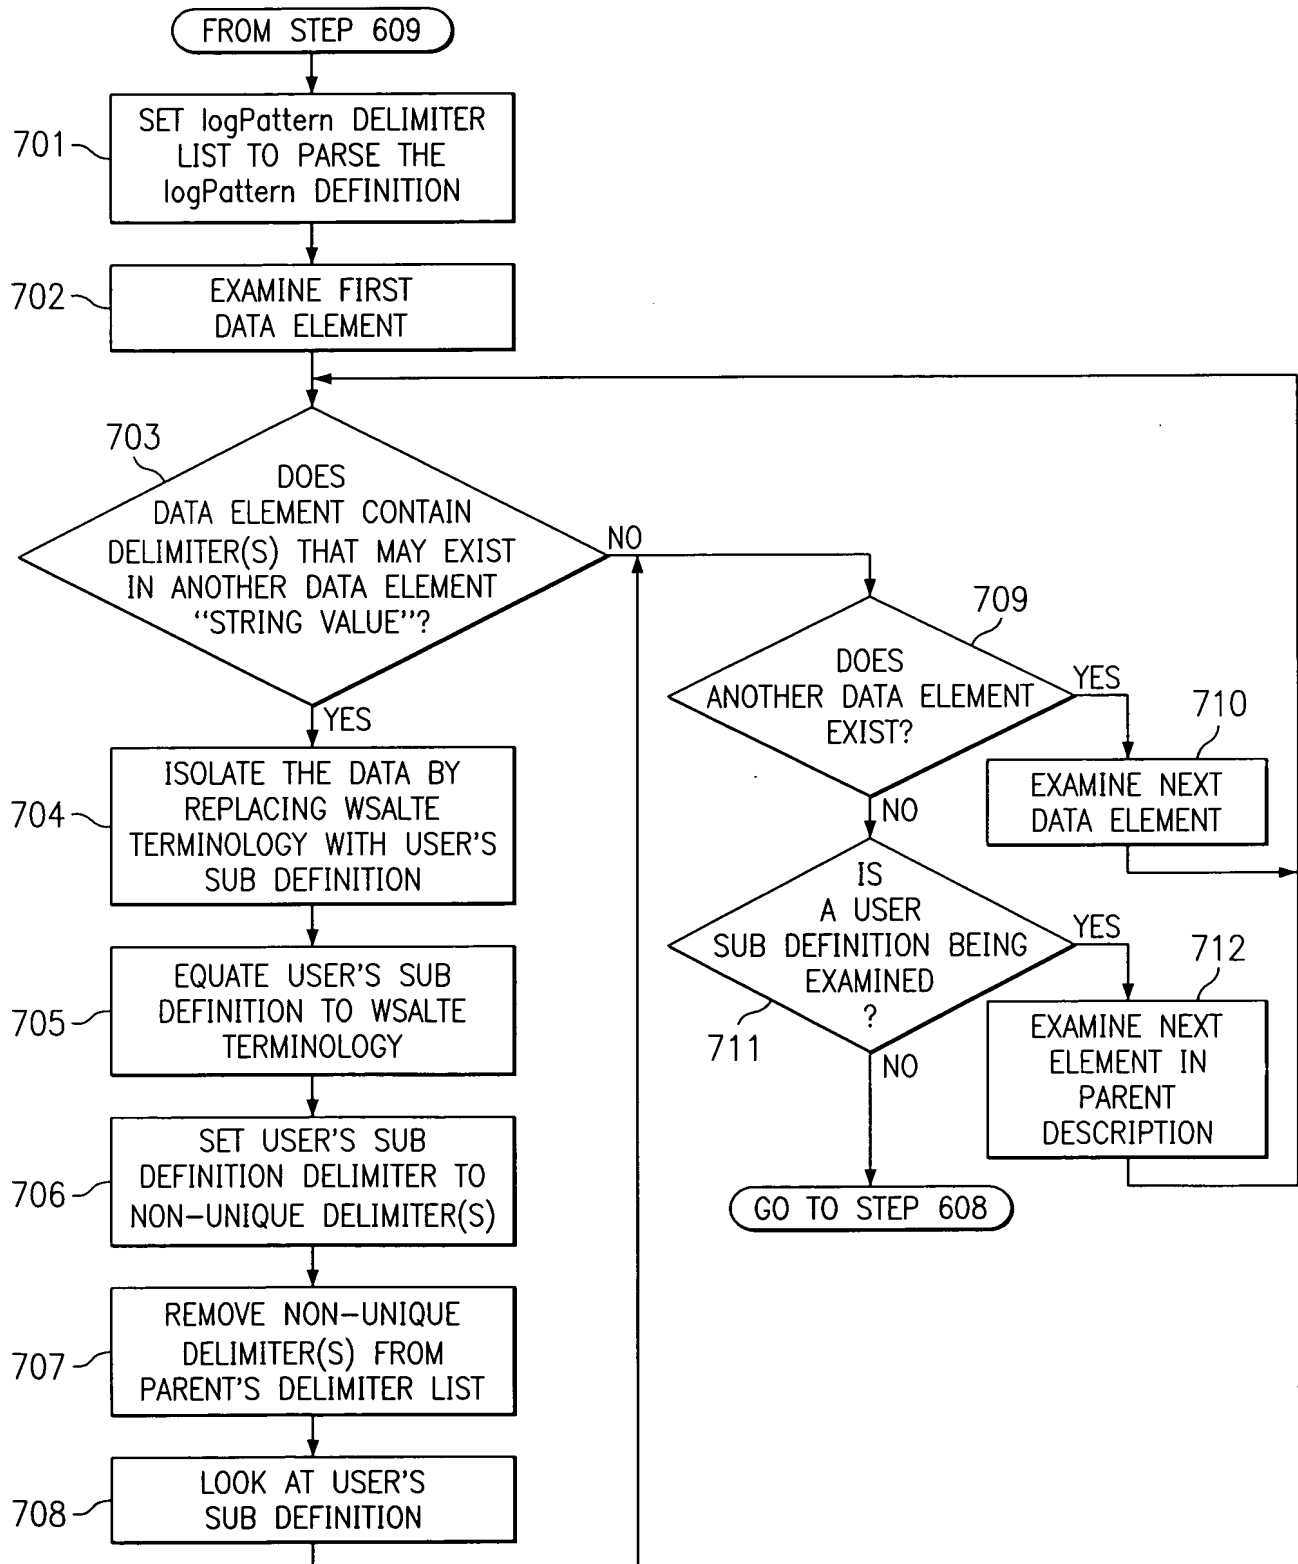 FROM STEP 609
701
SET logPattern DELIMITER
LIST TO PARSE THE
logPattern DEFINITION
702
EXAMINE FIRST
DATA ELEMENT
703
DOES
DATA ELEMENT CONTAIN
DELIMITER(S) THAT MAY EXIST
IN ANOTHER DATA ELEMENT
“STRING VALUE”?
NO
YES
704
ISOLATE THE DATA BY
REPLACING WSALTE
TERMINOLOGY WITH USER'S
SUB DEFINITION
705
EQUATE USER'S SUB
DEFINITION TO WSALTE
TERMINOLOGY
706
SET USER'S SUB
DEFINITION DELIMITER TO
NON-UNIQUE DELIMITER(S)
707
REMOVE NON-UNIQUE
DELIMITER(S) FROM
PARENT'S DELIMITER LIST
708
LOOK AT USER'S
SUB DEFINITION
709
DOES
ANOTHER DATA ELEMENT
EXIST?
YES
NO
710
EXAMINE NEXT
DATA ELEMENT
711
IS
A USER
SUB DEFINITION BEING
EXAMINED
?
YES
NO
712
EXAMINE NEXT
ELEMENT IN
PARENT
DESCRIPTION
GO TO STEP 608